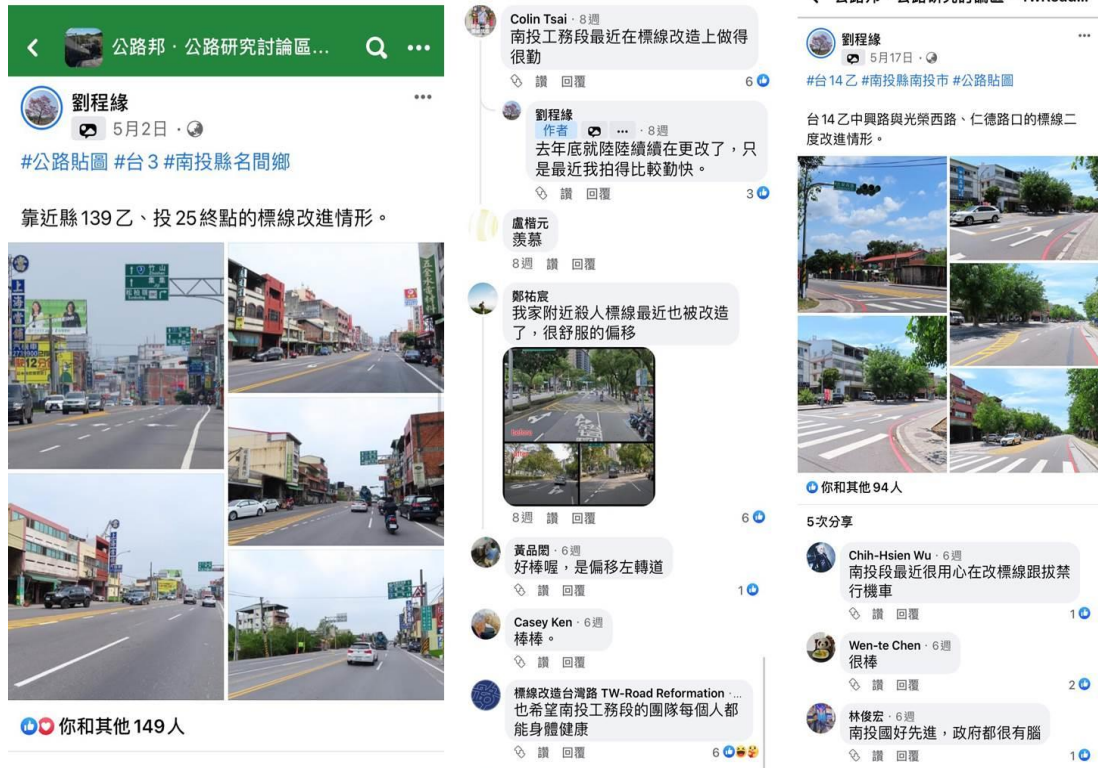 公路邦．公路研究討論區...
劉程緣
5月2日
#公路貼圖 #台3 #南投縣名間鄉
靠近縣139乙、投25終點的標線改進情形。
你和其他149人
Colin Tsai · 8週
南投工務段最近在標線改造上做得
很勤
讚 回覆
6
劉程緣
作者 · 8週
去年底就陸陸續續在更改了，只
是最近我拍得比較勤快。
讚 回覆
3
盧楷元
羨慕
8週 讚 回覆
鄭祐宸
我家附近殺人標線最近也被改造
了，很舒服的偏移
8週 讚 回覆
6
黃品閎 · 6週
好棒喔，是偏移左轉道
讚 回覆
1
Casey Ken · 6週
棒棒。
讚 回覆
標線改造台灣路 TW-Road Reformation ·...
也希望南投工務段的團隊每個人都
能身體健康
讚 回覆
6
劉程緣
5月17日
#台14乙 #南投縣南投市 #公路貼圖
台14乙中興路與光榮西路、仁德路口的標線二
度改進情形。
你和其他94人
5次分享
Chih-Hsien Wu · 6週
南投段最近很用心在改標線跟拔禁
行機車
讚 回覆
1
Wen-te Chen · 6週
很棒
讚 回覆
2
林俊宏 · 6週
南投國好先進，政府都很有腦
讚 回覆
1